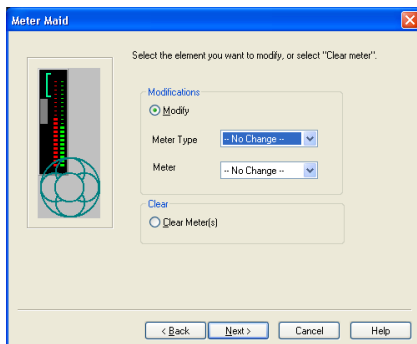 Meter Maid
Select the element you want to modify, or select "Clear meter".
Modifications
Modify
Meter Type
-- No Change --
Meter
-- No Change --
Clear
Clear Meter(s)
< Back
Next >
Cancel
Help